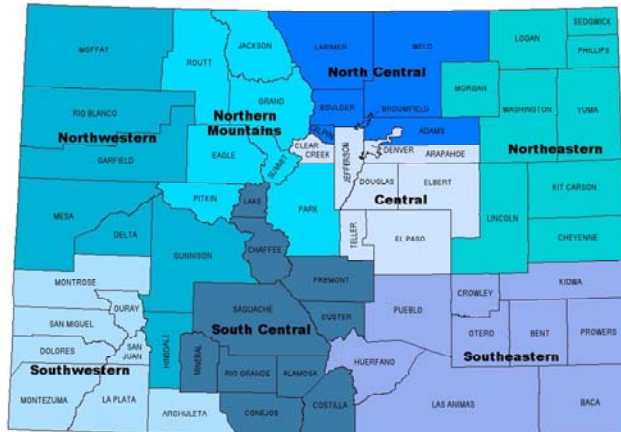 MOFFAT
ROUTT
JACKSON
LARIMER
WELD
LOGAN
SEDGWICK
PHILLIPS
North Central
GRAND
MORGAN
RIO BLANCO
Northern
Mountains
BOULDER
BROOMFIELD
WASHINGTON
YUMA
Northwestern
GILPIN
ADAMS
Northeastern
GARFIELD
EAGLE
SUMMIT
CLEAR
CREEK
JEFFERSON
DENVER
ARAPAHOE
DOUGLAS
ELBERT
KIT CARSON
PITKIN
LAKE
PARK
Central
LINCOLN
MESA
DELTA
CHAFFEE
TELLER
EL PASO
CHEYENNE
GUNNISON
MONTROSE
FREMONT
KIOWA
OURAY
SAGUACHE
CUSTER
PUEBLO
CROWLEY
SAN MIGUEL
South Central
OTERO
BENT
PROWERS
DOLORES
SAN
JUAN
HINSDALE
MINERAL
HUERFANO
Southeastern
Southwestern
RIO GRANDE
ALAMOSA
MONTEZUMA
LA PLATA
ARCHULETA
CONEJOS
COSTILLA
LAS ANIMAS
BACA